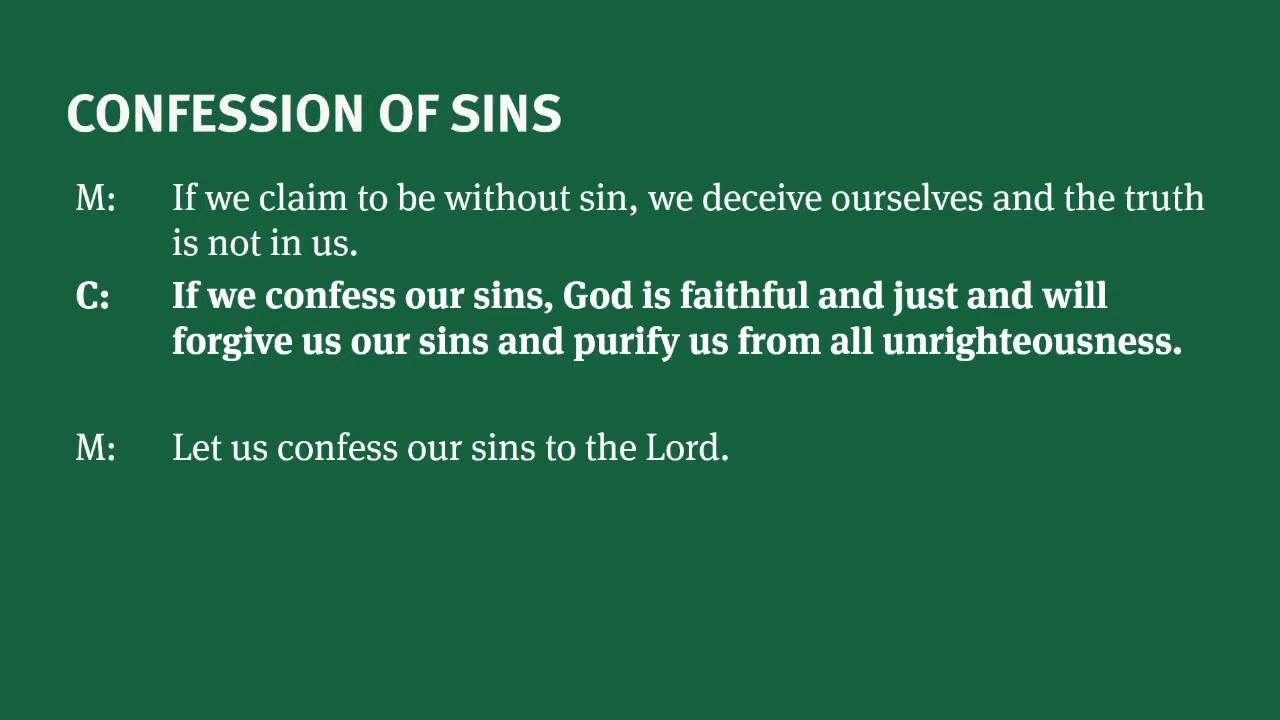 CONFESSION OF SINS
M: If we claim to be without sin, we deceive ourselves and the truth
is not in us.
C: If we confess our sins, God is faithful and just and will
forgive us our sins and purify us from all unrighteousness.
M: Let us confess our sins to the Lord.